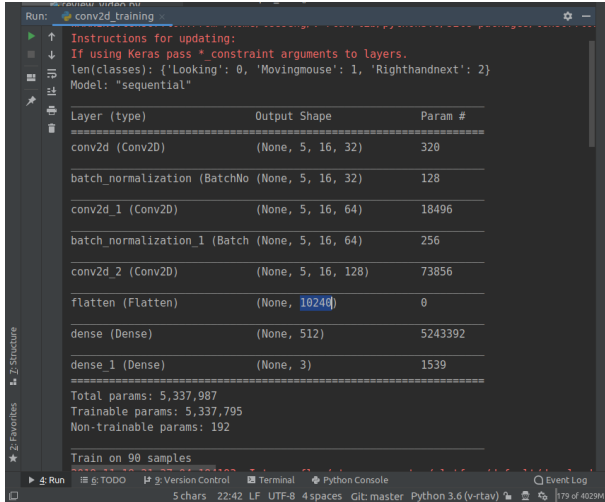 review_video.py
Run: conv2d_training ×
Instructions for updating:
If using Keras pass *_constraint arguments to layers.
len(classes): {'Looking': 0, 'Movingmouse': 1, 'Righthandnext': 2}
Model: "sequential"
Layer (type) Output Shape Param #
conv2d (Conv2D) (None, 5, 16, 32) 320
batch_normalization (BatchNo (None, 5, 16, 32) 128
conv2d_1 (Conv2D) (None, 5, 16, 64) 18496
batch_normalization_1 (Batch (None, 5, 16, 64) 256
conv2d_2 (Conv2D) (None, 5, 16, 128) 73856
flatten (Flatten) (None, 10240) 0
dense (Dense) (None, 512) 5243392
dense_1 (Dense) (None, 3) 1539
Total params: 5,337,987
Trainable params: 5,337,795
Non-trainable params: 192
Train on 90 samples
Z: Structure
2: Favorites
4: Run 6: TODO 9: Version Control Terminal Python Console Event Log
5 chars 22:42 LF UTF-8 4 spaces Git: master Python 3.6 (v-rtav) 179 of 4029M